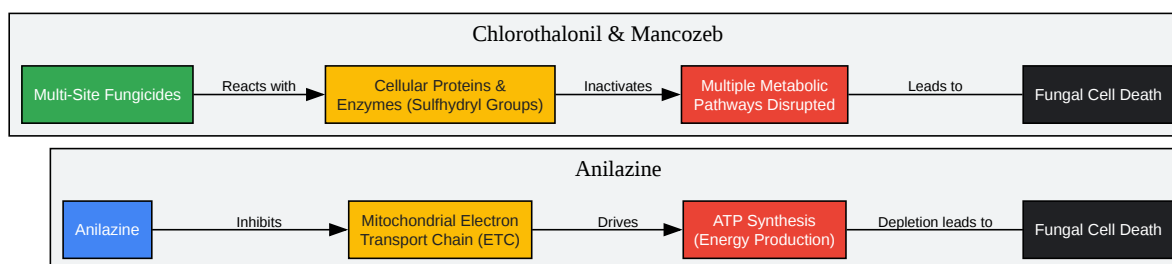 Chlorothalonil & Mancozeb
Multi-Site Fungicides
Reacts with
Cellular Proteins &
Enzymes (Sulfhydryl Groups)
Inactivates
Multiple Metabolic
Pathways Disrupted
Leads to
Fungal Cell Death
Anilazine
Anilazine
Inhibits
Mitochondrial Electron
Transport Chain (ETC)
Drives
ATP Synthesis
(Energy Production)
Depletion leads to
Fungal Cell Death